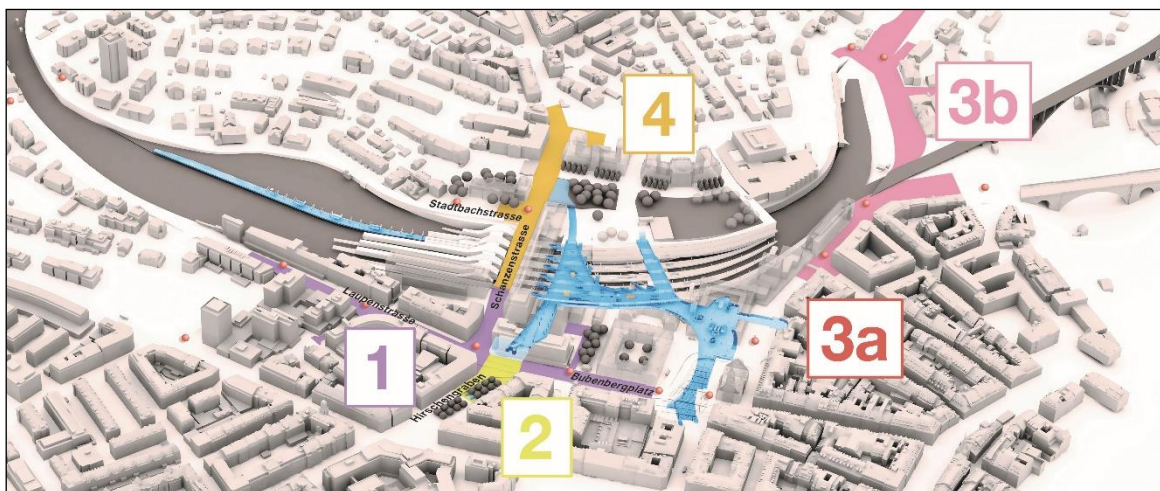 4
3b
Stadtbachstrasse
Schanzenstrasse
Laupenstrasse
1
3a
Hirschengraben
Bubenbergplatz
2